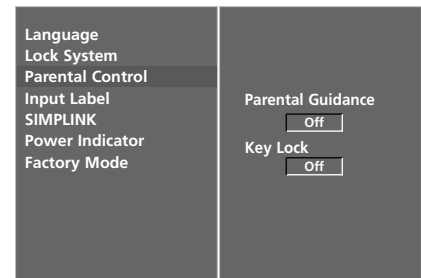 Language
Lock System
Parental Control
Input Label
SIMPLINK
Power Indicator
Factory Mode
Parental Guidance
Off
Key Lock
Off